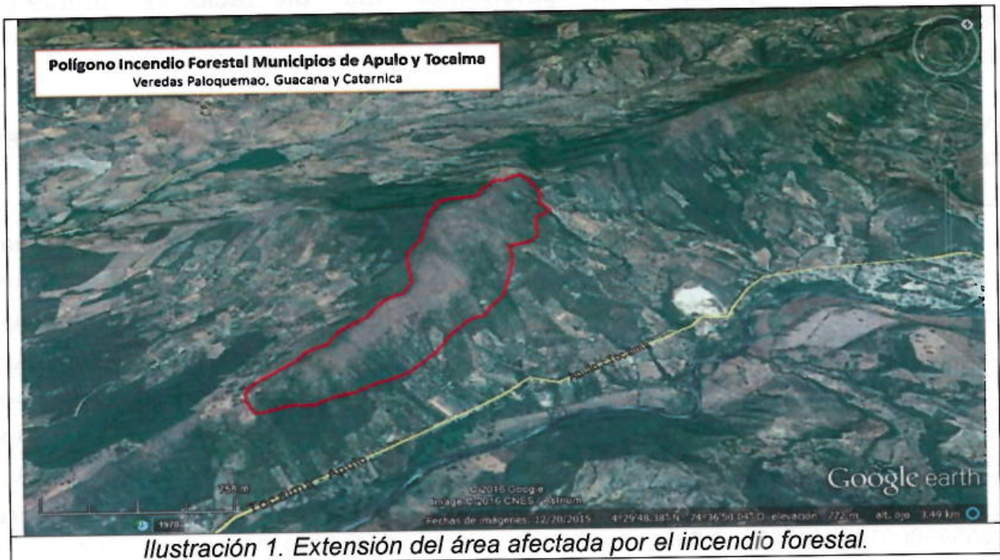 Polígono Incendio Forestal Municipios de Apulo y Tocaima
Veredas Paloquemao, Guacana y Catarnica
Apulo - Tocaima
Tocaima - Apulo
758 m
©2016 Google
Image © 2016 CNES / Astrium
Google earth
1970
Fechas de imágenes: 12/20/2015 4°29'48.38" N 74°36'50.04" O elevación 272 m alt. ojo 3.49 km
Ilustración 1. Extensión del área afectada por el incendio forestal.